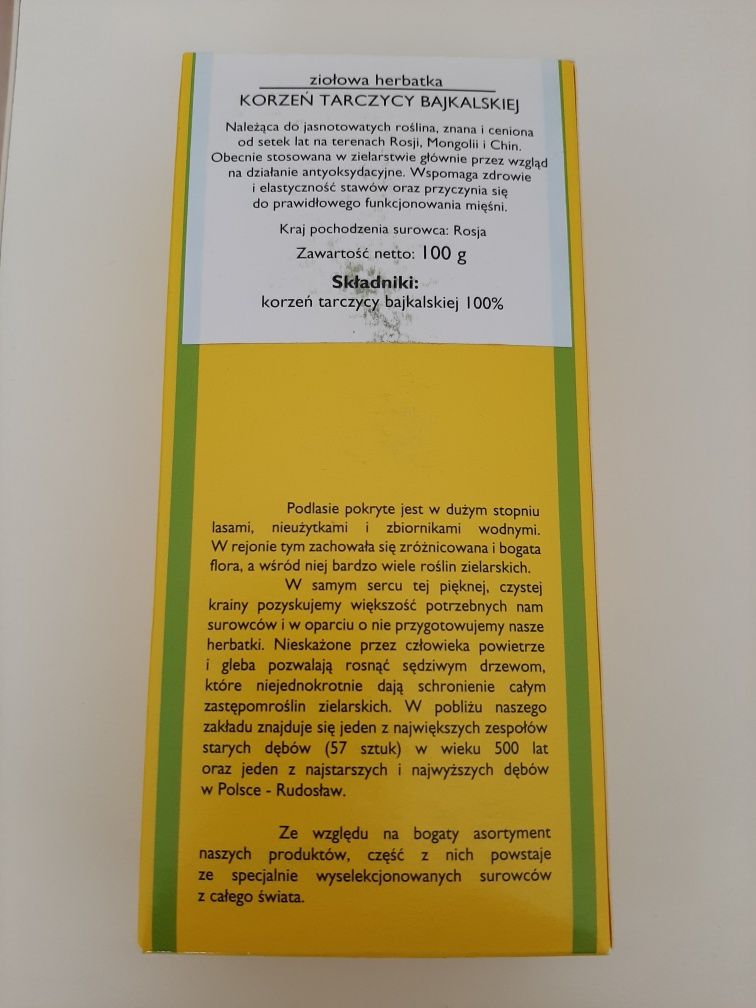 ziołowa herbatka
KORZEŃ TARCZYCY BAJKALSKIEJ
Należąca do jasnotowatych roślina, znana i ceniona
od setek lat na terenach Rosji, Mongolii i Chin.
Obecnie stosowana w zielarstwie głównie przez wzgląd
na działanie antyoksydacyjne. Wspomaga zdrowie
i elastyczność stawów oraz przyczynia się
do prawidłowego funkcjonowania mięśni.
Kraj pochodzenia surowca: Rosja
Zawartość netto: 100 g
Składniki:
korzeń tarczycy bajkalskiej 100%
Podlasie pokryte jest w dużym stopniu
lasami, nieużytkami i zbiornikami wodnymi.
W rejonie tym zachowała się zróżnicowana i bogata
flora, a wśród niej bardzo wiele roślin zielarskich.
W samym sercu tej pięknej, czystej
krainy pozyskujemy większość potrzebnych nam
surowców i w oparciu o nie przygotowujemy nasze
herbatki. Nieskażone przez człowieka powietrze
i gleba pozwalają rosnąć sędziwym drzewom,
które niejednokrotnie dają schronienie całym
zastępomroślin zielarskich. W pobliżu naszego
zakładu znajduje się jeden z największych zespołów
starych dębów (57 sztuk) w wieku 500 lat
oraz jeden z najstarszych i najwyższych dębów
w Polsce - Rudosław.
Ze względu na bogaty asortyment
naszych produktów, część z nich powstaje
ze specjalnie wyselekcjonowanych surowców
z całego świata.